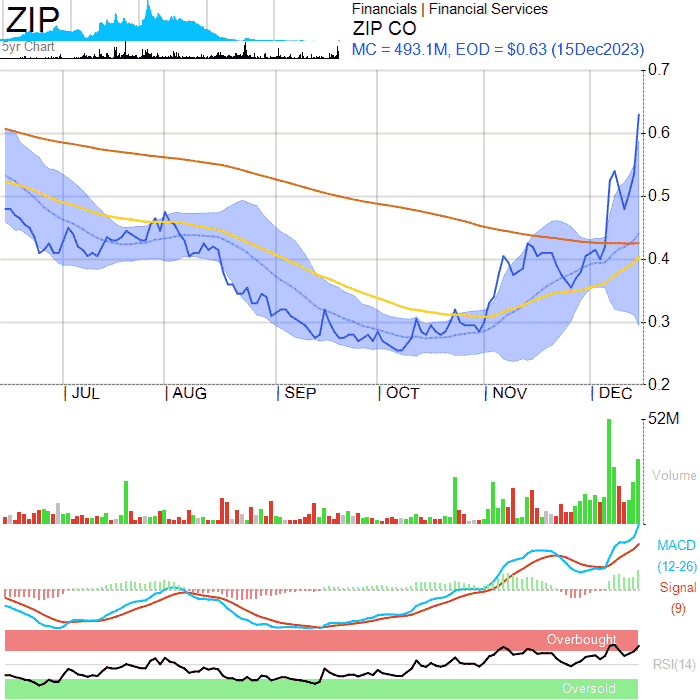 ZIP
5yr Chart
Financials | Financial Services
ZIP CO
MC = 493.1M, EOD = $0.63 (15Dec2023)
0.7
0.6
0.5
0.4
0.3
0.2
JUL AUG SEP OCT NOV DEC
52M
Volume
MACD
(12-26)
Signal
(9)
Overbought
RSI(14)
Oversold